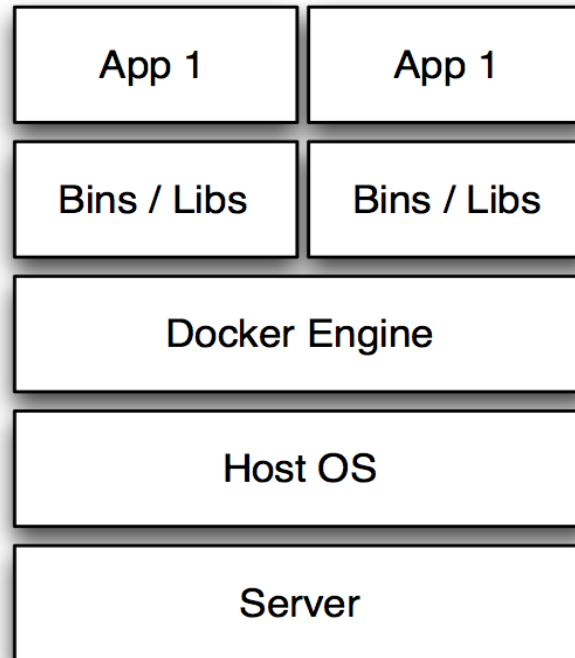 App 1 App 1
Bins / Libs Bins / Libs
Docker Engine
Host OS
Server